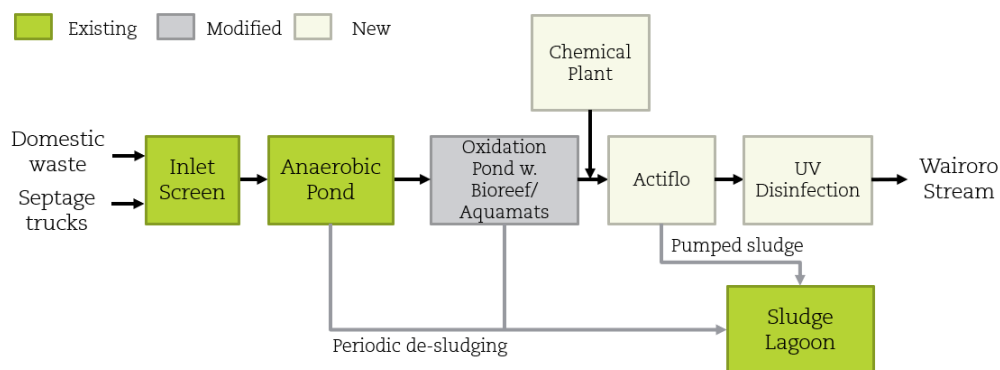 Existing
Modified
New
Chemical
Plant
Domestic
waste
Septage
trucks
Inlet
Screen
Anaerobic
Pond
Oxidation
Pond w.
Bioreef/
Aquamats
Actiflo
UV
Disinfection
Wairoro
Stream
Pumped sludge
Sludge
Lagoon
Periodic de-sludging